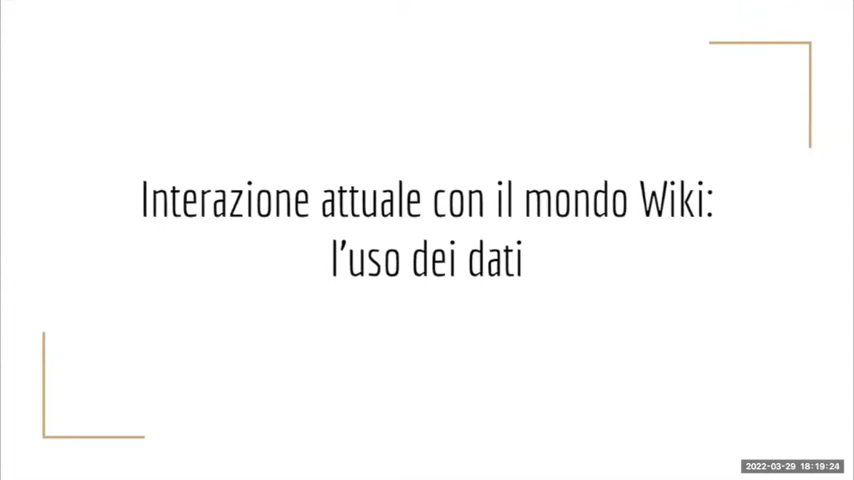 Interazione attuale con il mondo Wiki:
l’uso dei dati
2022-03-29 18:19:24